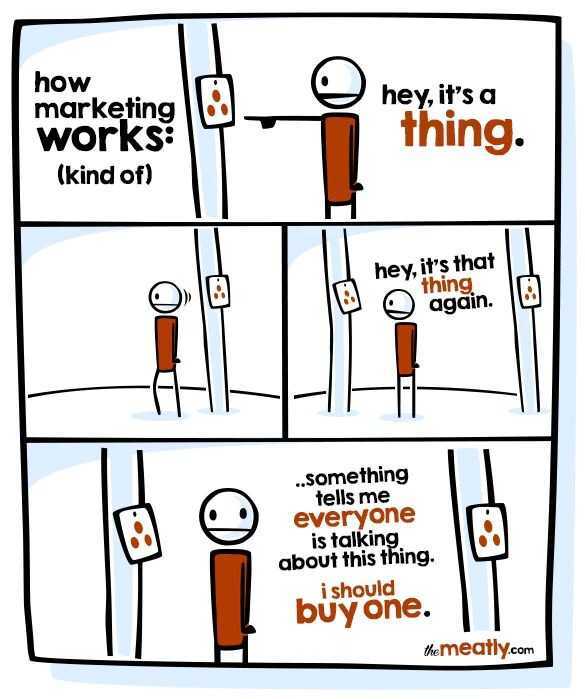 how
marketing
works:
(kind of)
hey, it's a
thing.
hey, it's that
thing
again.
..something
tells me
everyone
is talking
about this thing.
i should
buy one.
themeatly.com